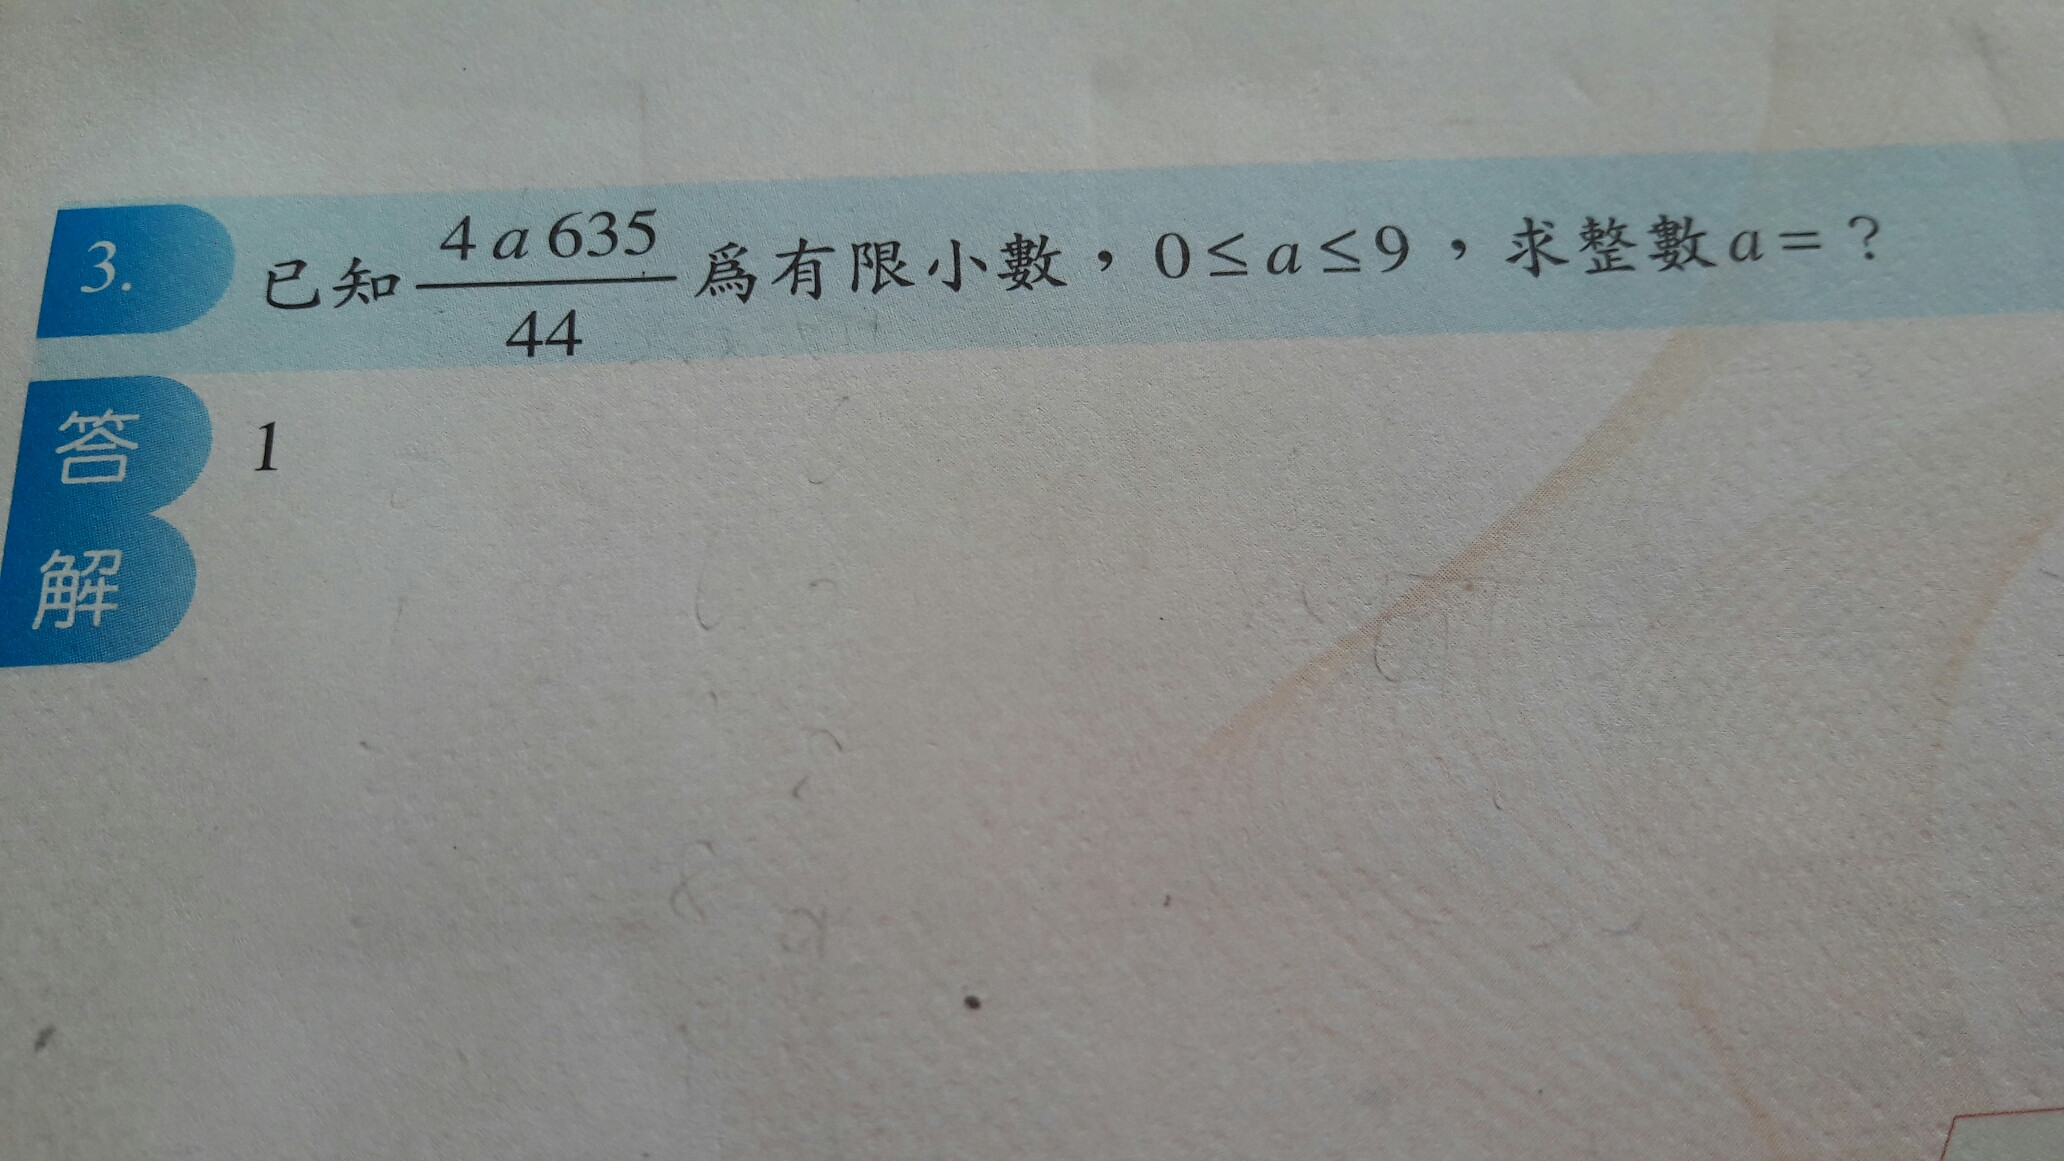 3. 已知 4a635/44 爲有限小數，0≤a≤9，求整數a=？
答 1
解